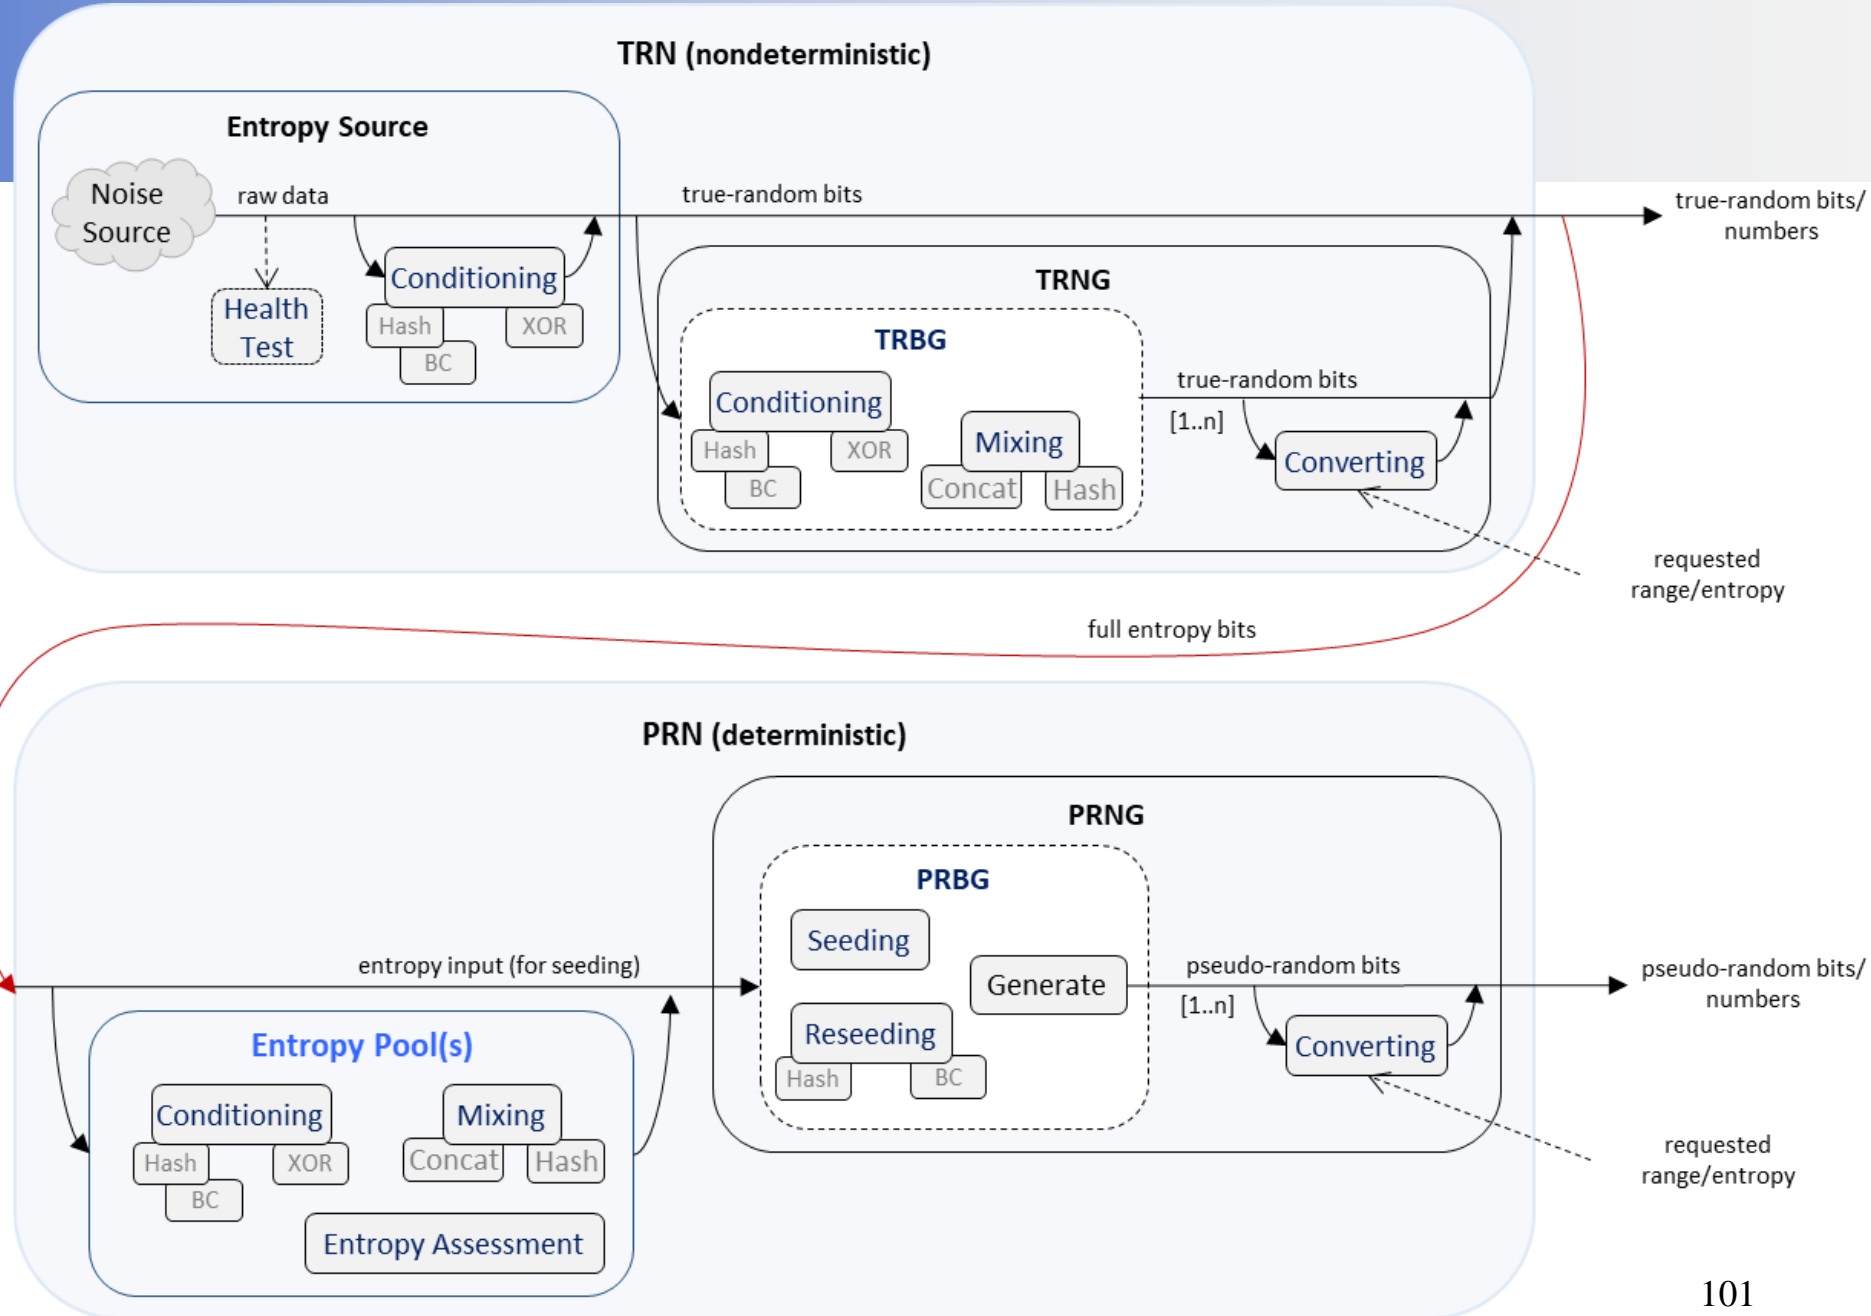 TRN (nondeterministic)
Entropy Source
Noise
Source
raw data
Health
Test
Conditioning
Hash
XOR
BC
true-random bits
true-random bits/
numbers
TRNG
TRBG
Conditioning
Hash
XOR
BC
Mixing
Concat
Hash
true-random bits
[1..n]
Converting
requested
range/entropy
full entropy bits
PRN (deterministic)
entropy input (for seeding)
Entropy Pool(s)
Conditioning
Hash
XOR
BC
Mixing
Concat
Hash
Entropy Assessment
PRNG
PRBG
Seeding
Generate
Reseeding
Hash
BC
pseudo-random bits
[1..n]
Converting
pseudo-random bits/
numbers
requested
range/entropy
101